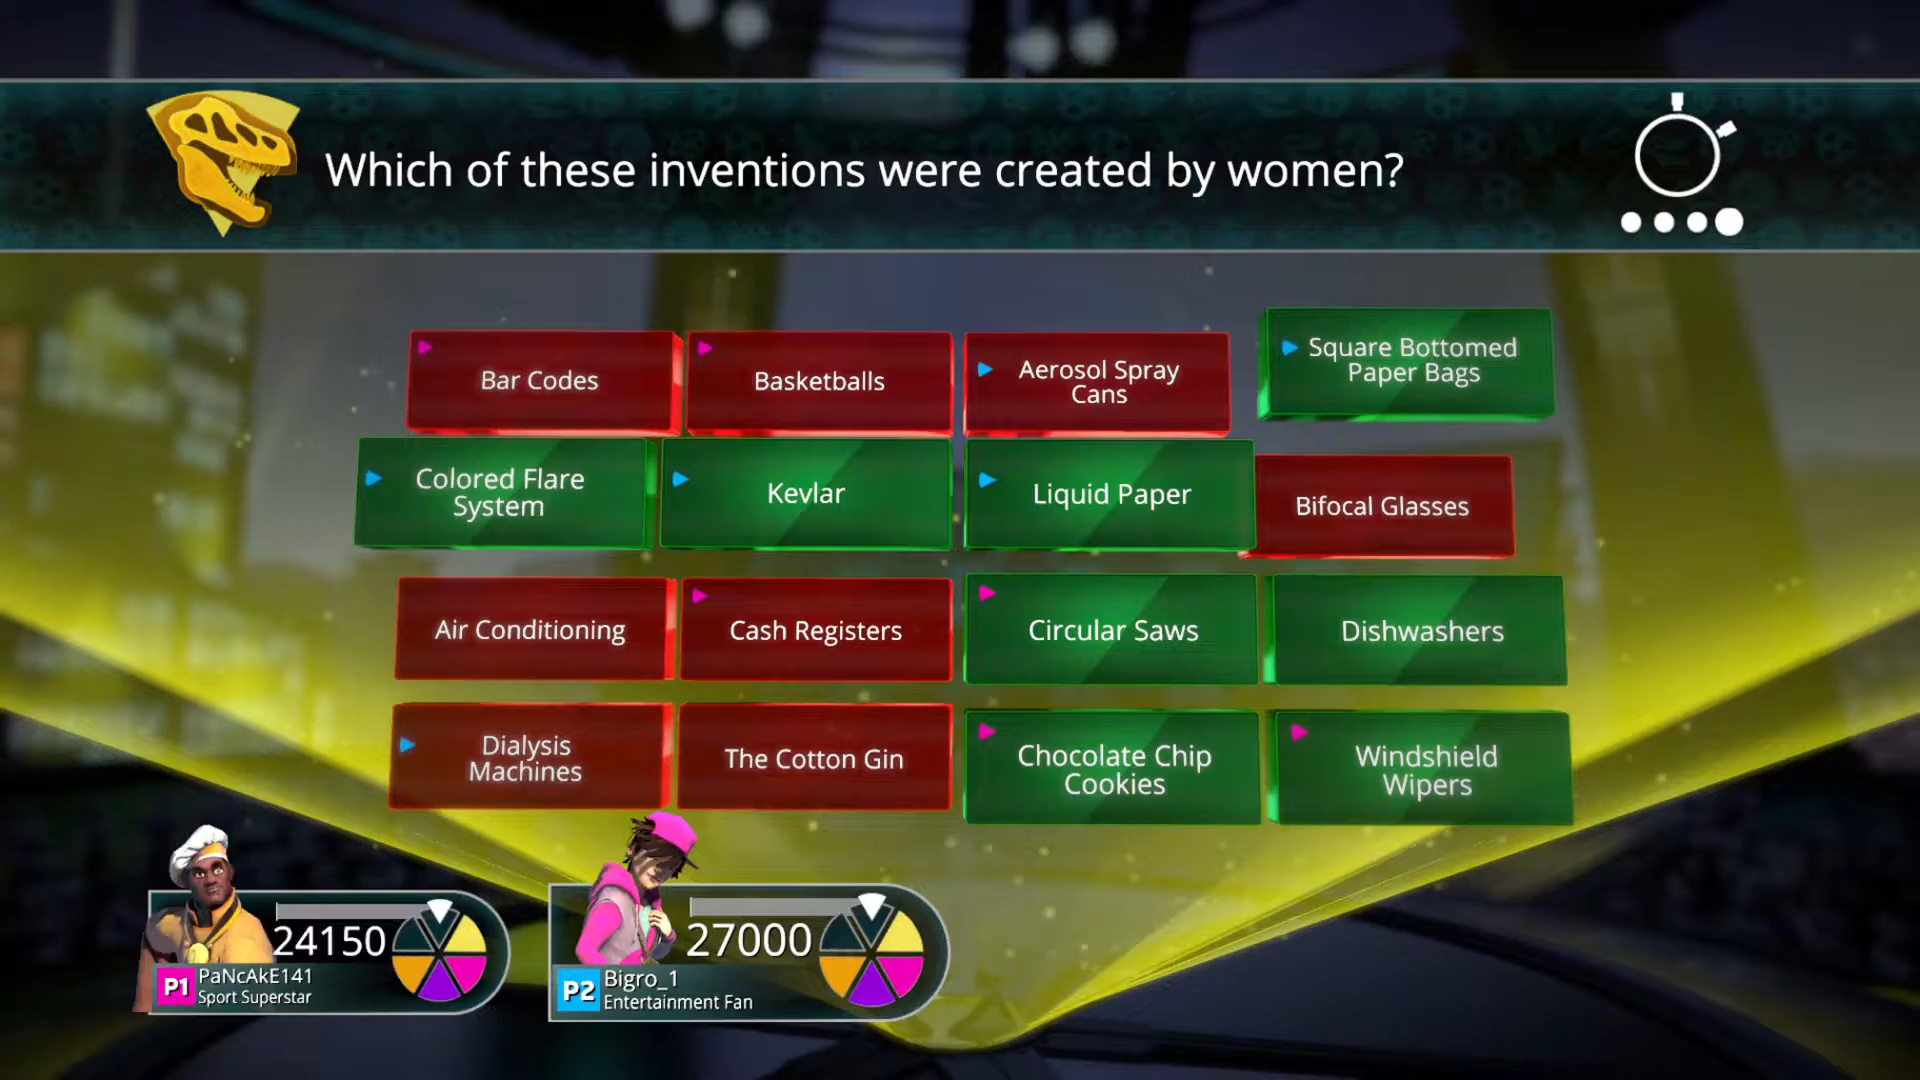 Which of these inventions were created by women?
Bar Codes
Basketballs
Aerosol Spray
Cans
Square Bottomed
Paper Bags
Colored Flare
System
Kevlar
Liquid Paper
Bifocal Glasses
Air Conditioning
Cash Registers
Circular Saws
Dishwashers
Dialysis
Machines
The Cotton Gin
Chocolate Chip
Cookies
Windshield
Wipers
24150
P1
PaNcAkE141
Sport Superstar
27000
P2
Bigro_1
Entertainment Fan